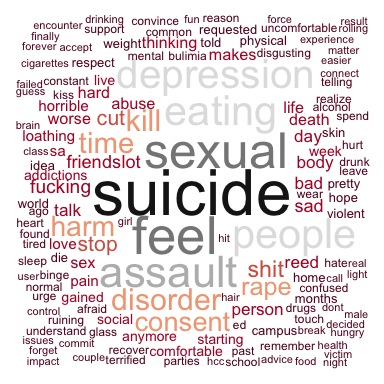 encounter drinking convince fun reason force result
finally support common requested uncomfortable rolling
forever accept weight thinking told physical experience
cigarettes respect mental bulimia makes disgusting matter easier
failed constant live depression connect telling
guess kiss hard
horrible abuse eating life alcohol realize
brain worse cut kill death spend
loathing time sexual day skin
class sa friends lot week hurt
idea body drunk
addictions suicide leave
fucking bad pretty
world talk wear hope
ago harm feel sad violent
heart girl hit people
found stop
tired love
sleep die sex assault shit reed hate real
user binge pain rape home call light
normal gained disorder hair confused
urge afraid person drugs months dont
control social consent ed touch male
ruining glass anymore starting campus break decided
understand recover comfortable past remember health hungry
issues commit victim
forget couple terrified parties hcc school advice food night
impact